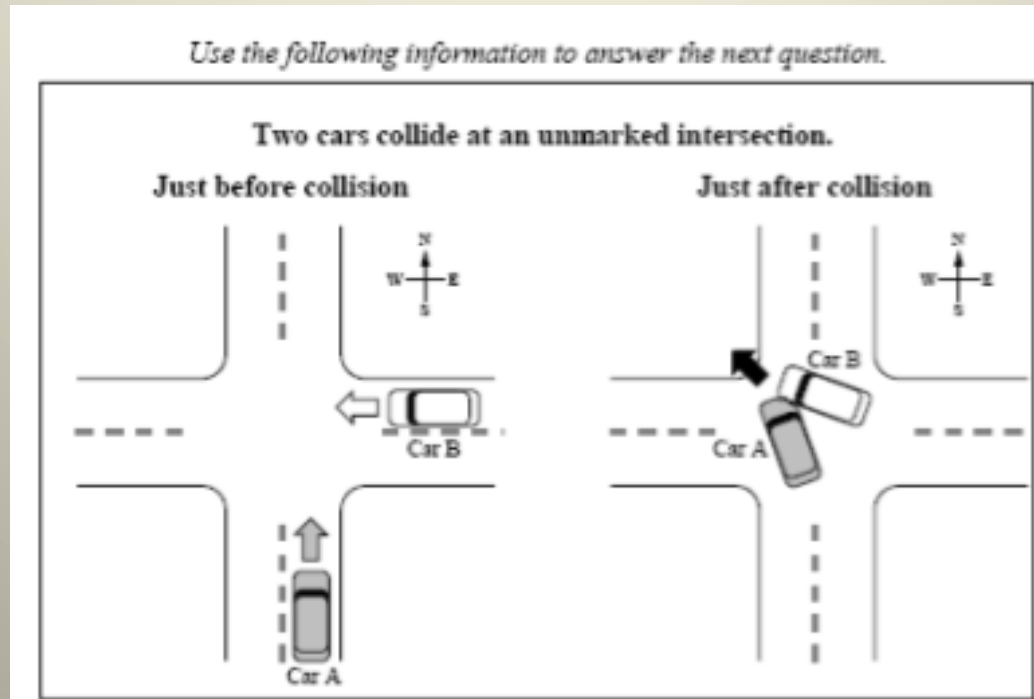 Use the following information to answer the next question.
Two cars collide at an unmarked intersection.
Just before collision
Just after collision
N
W E
S
N
W E
S
Car B
Car B
Car A
Car A